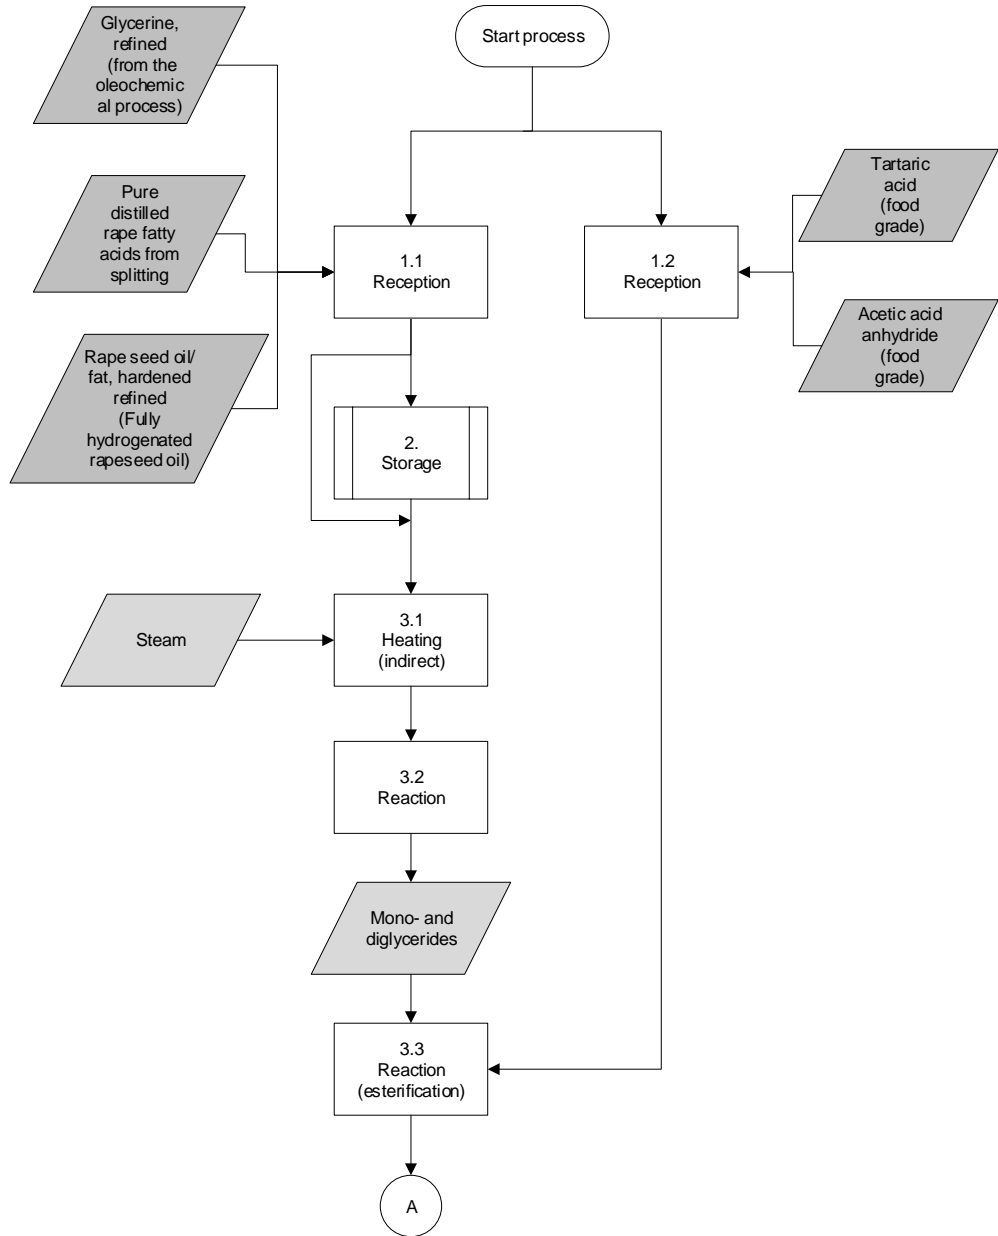 Glycerine,
refined
(from the
oleochemic
al process)
Start process
Tartaric
acid
(food
grade)
Pure
distilled
rape fatty
acids from
splitting
1.1
Reception
1.2
Reception
Acetic acid
anhydride
(food
grade)
Rape seed oil/
fat, hardened
refined
(Fully
hydrogenated
rapeseed oil)
2.
Storage
Steam
3.1
Heating
(indirect)
3.2
Reaction
Mono- and
diglycerides
3.3
Reaction
(esterification)
A